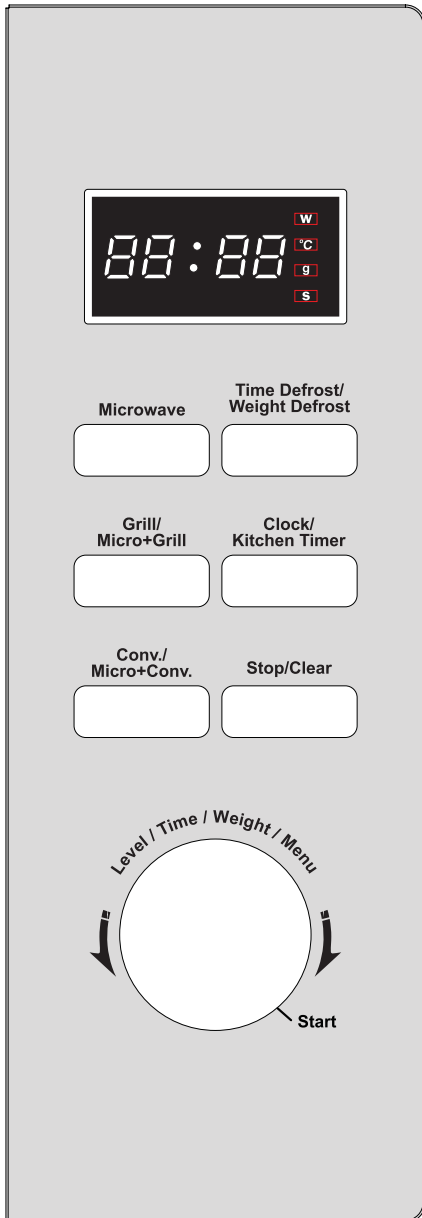 88:88
W
°C
g
S
Microwave
Time Defrost/
Weight Defrost
Grill/
Micro+Grill
Clock/
Kitchen Timer
Conv./
Micro+Conv.
Stop/Clear
Level / Time / Weight / Menu
Start